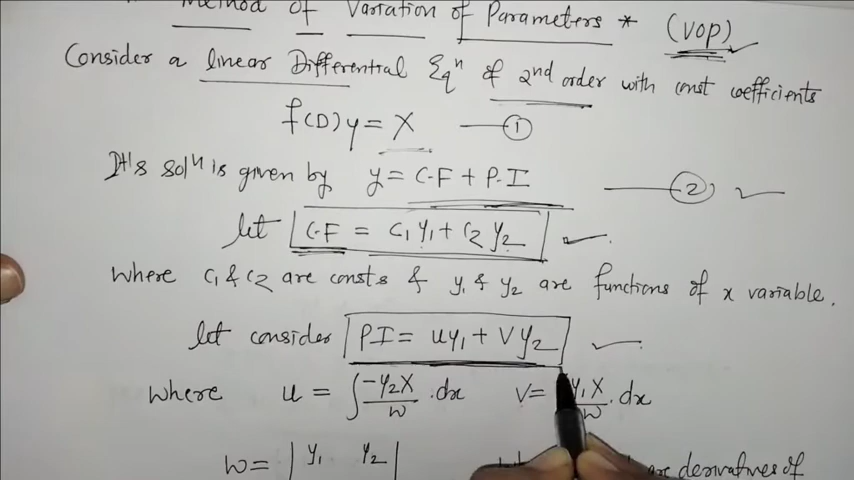 Method of Variation of Parameters * (VOP)
Consider a linear Differential Eqⁿ of 2nd order with const coefficients
f(D)y = X —①
It's solⁿ is given by y = C.F + P.I —②
let C.F = C₁y₁ + C₂y₂
Where C₁ & C₂ are consts & y₁ & y₂ are functions of x variable.
let consider P.I = uy₁ + Vy₂
Where u = ∫ -y₂X/w .dx V = y₁X/w .dx
w = | y₁ y₂ | are derivatives of